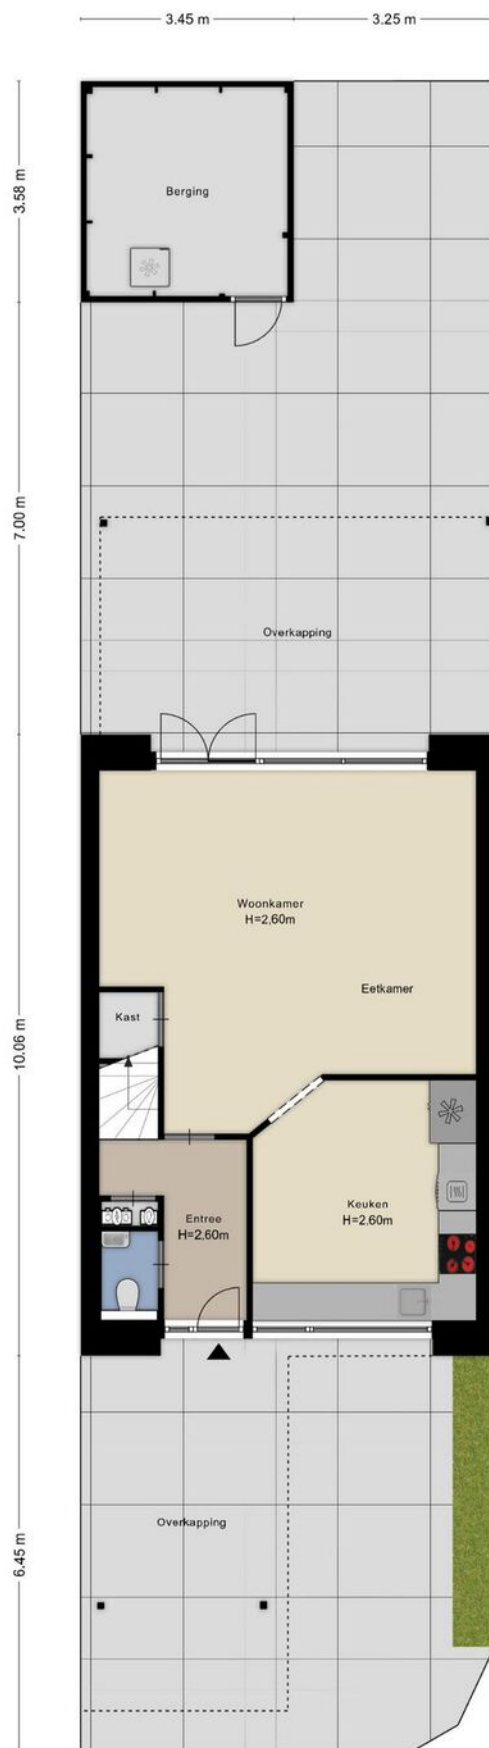 3.45 m
3.25 m
3.58 m
Berging
7.00 m
Overkapping
Woonkamer
H=2,60m
Eetkamer
10.06 m
Kast
Keuken
H=2,60m
Entree
H=2,60m
Overkapping
6.45 m